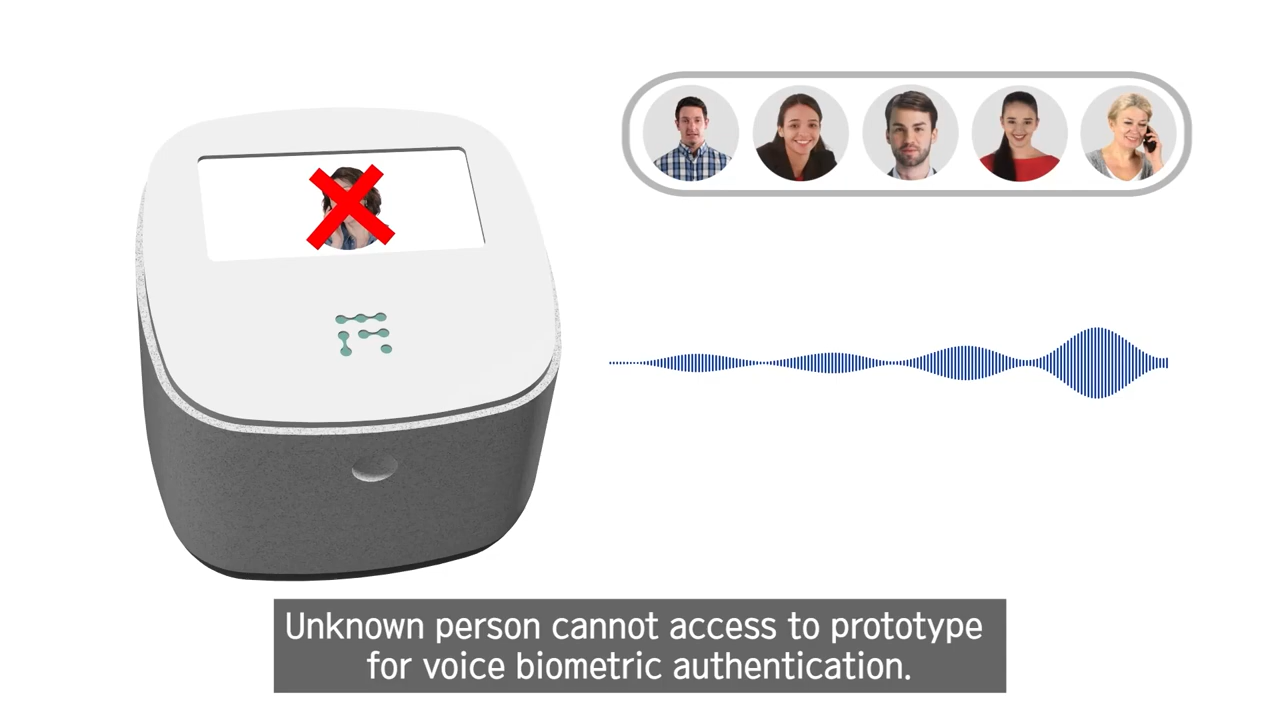 Unknown person cannot access to prototype
for voice biometric authentication.